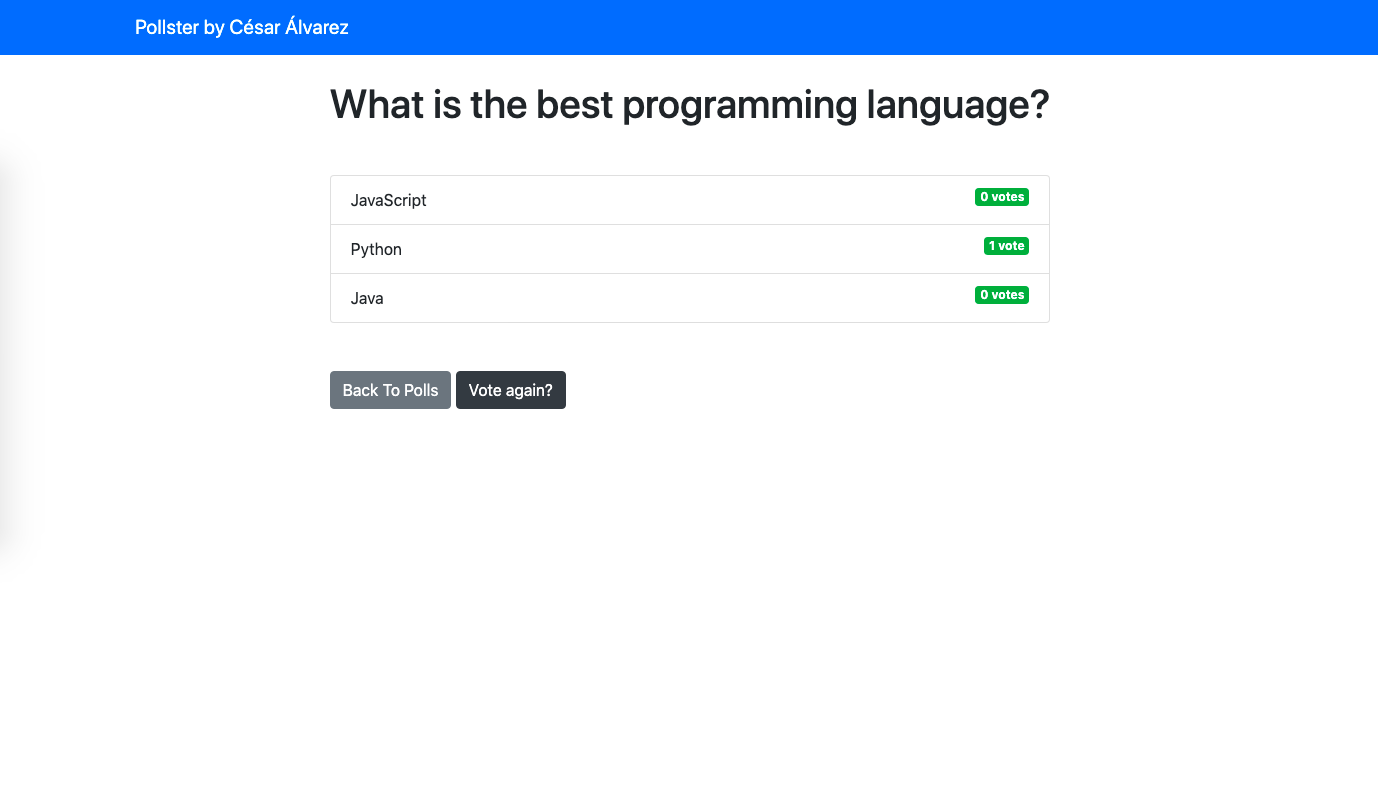 Pollster by César Álvarez
What is the best programming language?
JavaScript 0 votes
Python 1 vote
Java 0 votes
Back To Polls Vote again?